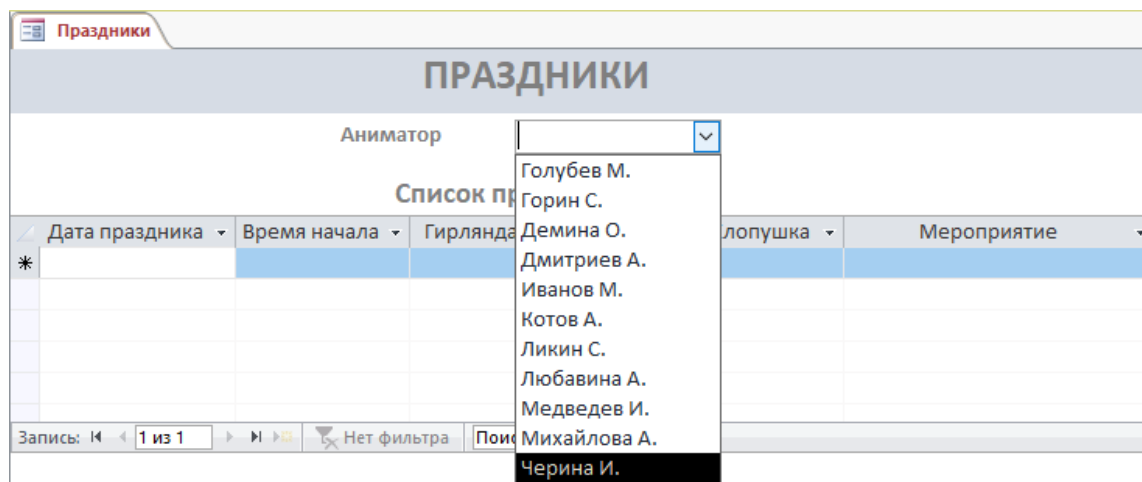 Праздники
ПРАЗДНИКИ
Аниматор
Голубев М.
Список пр
Горин С.
Дата праздника Время начала Гирлянда Демина О. лопушка Мероприятие
Дмитриев А.
Иванов М.
Котов А.
Ликин С.
Любавина А.
Медведев И.
Запись: 1 из 1 Нет фильтра Поис Михайлова А.
Черина И.